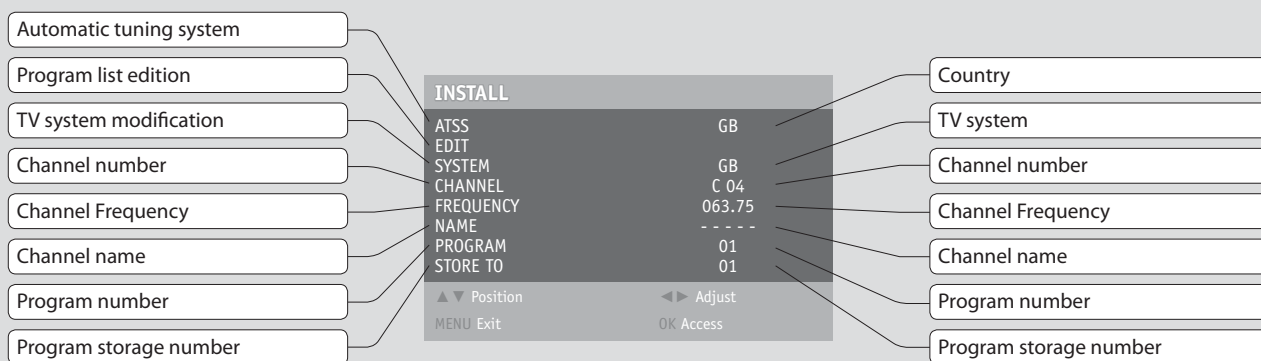 Automatic tuning system
Program list edition
TV system modification
Channel number
Channel Frequency
Channel name
Program number
Program storage number
INSTALL
ATSS GB
EDIT
SYSTEM GB
CHANNEL C 04
FREQUENCY 063.75
NAME - - - - -
PROGRAM 01
STORE TO 01
▲ ▼ Position ◀ ▶ Adjust
MENU Exit OK Access
Country
TV system
Channel number
Channel Frequency
Channel name
Program number
Program storage number